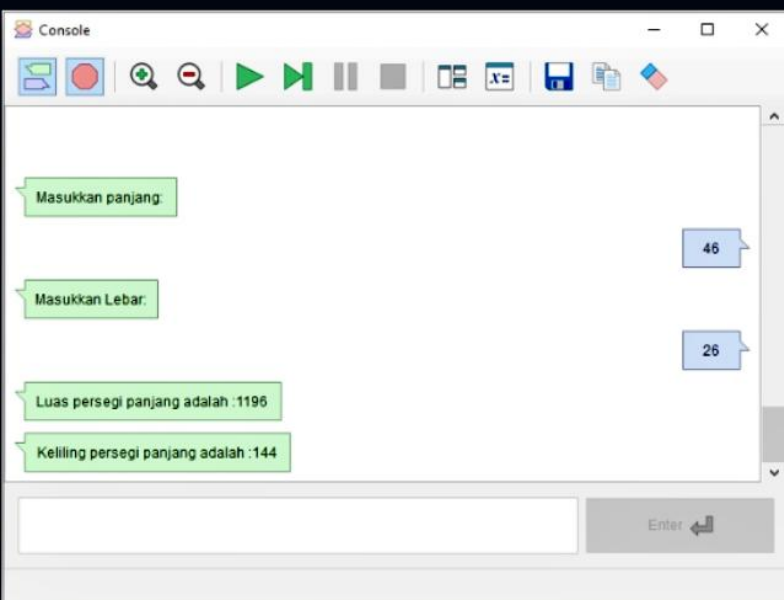 Console
x=
Masukkan panjang:
46
Masukkan Lebar:
26
Luas persegi panjang adalah :1196
Keliling persegi panjang adalah :144
Enter